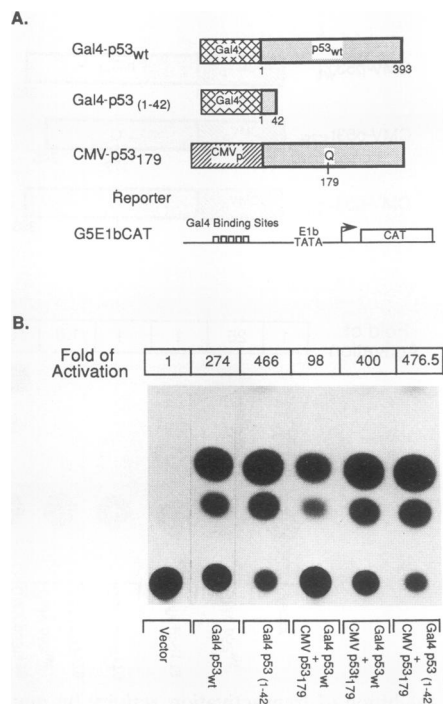 A.
Gal4-p53wt
Gal4
p53wt
1
393
Gal4-p53 (1-42)
Gal4
1 42
CMV-p53179
CMVp
Q
179
Reporter
G5E1bCAT
Gal4 Binding Sites
E1b
TATA
CAT
B.
Fold of
Activation
1 274 466 98 400 476.5
Vector
Gal4 p53wt
Gal4 p53 (1-42
CMV p53179
+
Gal4 p53wt
CMV p53t179
+
Gal4 p53wt
CMV p53179
+
Gal4 p53 (1-42